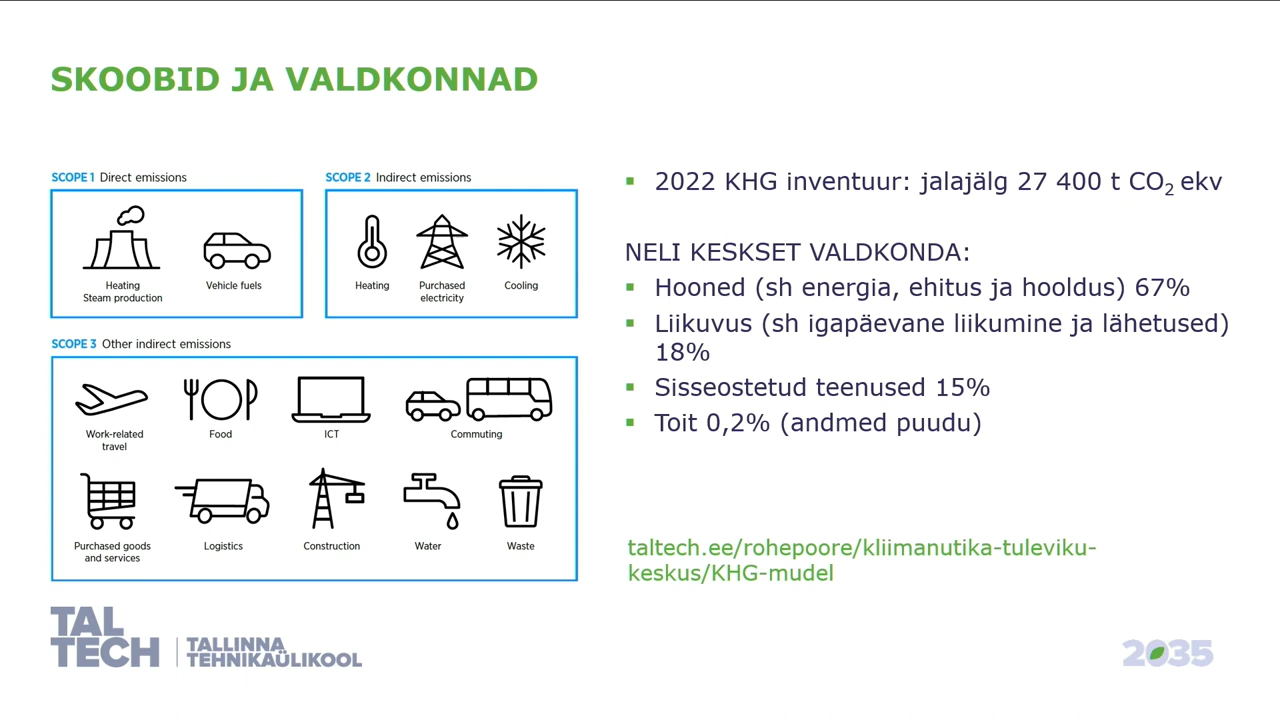 SKOOBID JA VALDKONNAD
SCOPE 1 Direct emissions
Heating
Steam production
Vehicle fuels
SCOPE 2 Indirect emissions
Heating
Purchased
electricity
Cooling
SCOPE 3 Other indirect emissions
Work-related
travel
Food
ICT
Commuting
Purchased goods
and services
Logistics
Construction
Water
Waste
2022 KHG inventuur: jalajälg 27 400 t CO₂ ekv
NELI KESKSET VALDKONDA:
Hooned (sh energia, ehitus ja hooldus) 67%
Liikuvus (sh igapäevane liikumine ja lähetused)
18%
Sisseostetud teenused 15%
Toit 0,2% (andmed puudu)
taltech.ee/rohepoore/kliimanutika-tuleviku-
keskus/KHG-mudel
TAL
TECH
TALLINNA
TEHNIKAÜLIKOOL
2035